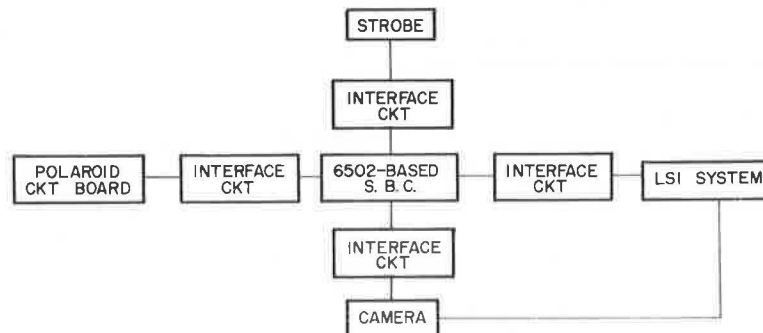 STROBE
INTERFACE
CKT
POLAROID
CKT BOARD
INTERFACE
CKT
6502-BASED
S. B. C.
INTERFACE
CKT
LSI SYSTEM
INTERFACE
CKT
CAMERA